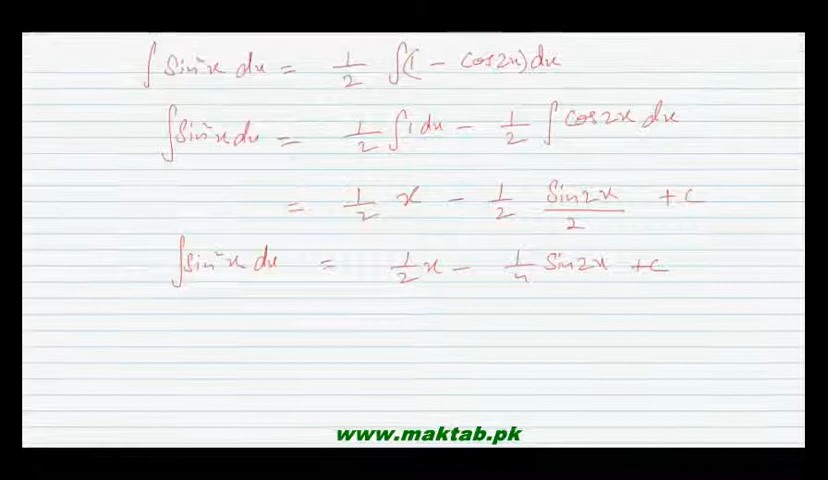 ∫ Sin²x dx = 1/2 ∫(1 - cos2x) dx
∫ Sin²x dx = 1/2 ∫ 1 dx - 1/2 ∫ cos2x dx
= 1/2 x - 1/2 Sin2x/2 + c
∫ Sin²x dx = 1/2 x - 1/4 Sin2x + c
www.maktab.pk